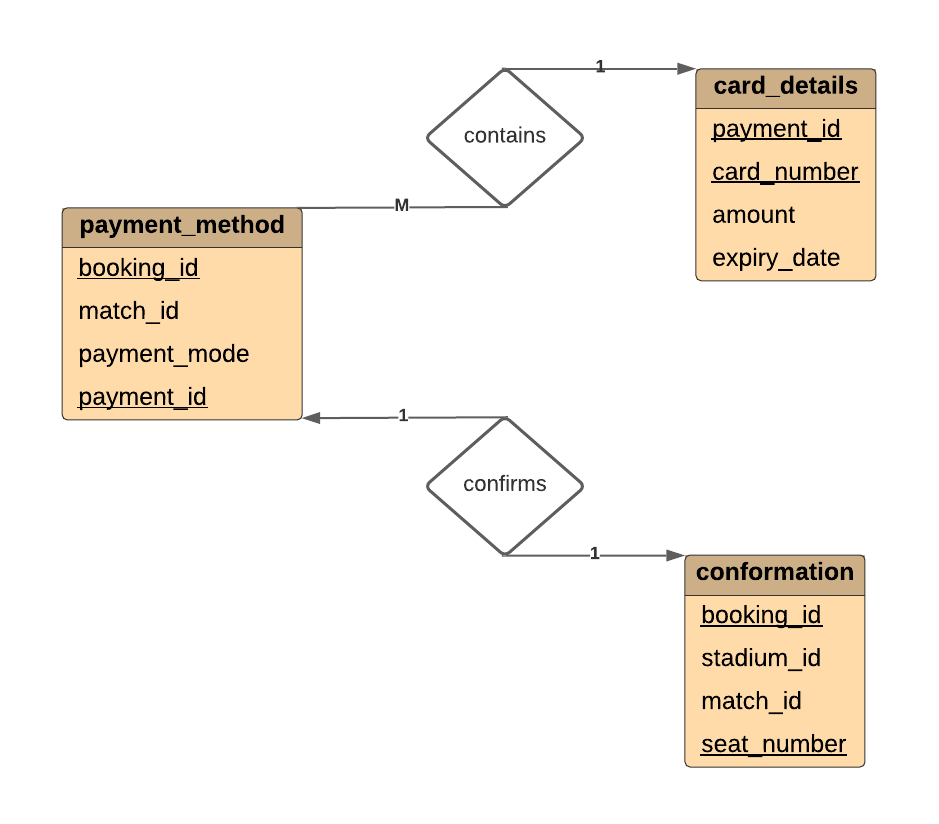 1
card_details
payment_id
card_number
amount
expiry_date
contains
M
payment_method
booking_id
match_id
payment_mode
payment_id
1
confirms
1
conformation
booking_id
stadium_id
match_id
seat_number